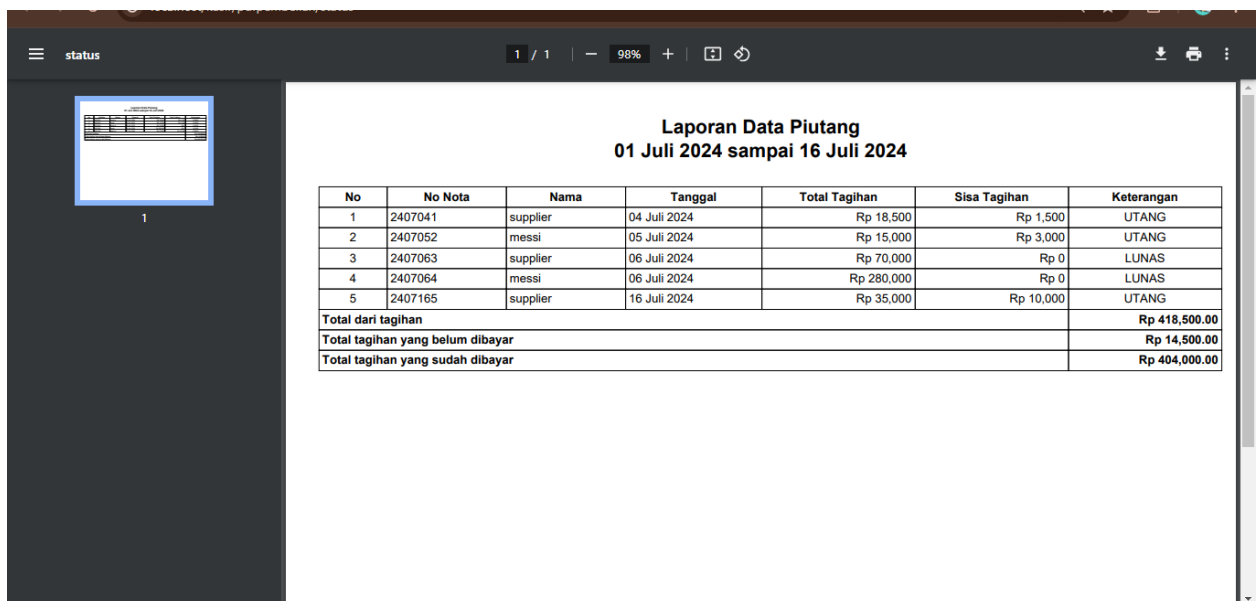 status
1 / 1
98%
1
Laporan Data Piutang
01 Juli 2024 sampai 16 Juli 2024
No No Nota Nama Tanggal Total Tagihan Sisa Tagihan Keterangan
1 2407041 supplier 04 Juli 2024 Rp 18,500 Rp 1,500 UTANG
2 2407052 messi 05 Juli 2024 Rp 15,000 Rp 3,000 UTANG
3 2407063 supplier 06 Juli 2024 Rp 70,000 Rp 0 LUNAS
4 2407064 messi 06 Juli 2024 Rp 280,000 Rp 0 LUNAS
5 2407165 supplier 16 Juli 2024 Rp 35,000 Rp 10,000 UTANG
Total dari tagihan Rp 418,500.00
Total tagihan yang belum dibayar Rp 14,500.00
Total tagihan yang sudah dibayar Rp 404,000.00